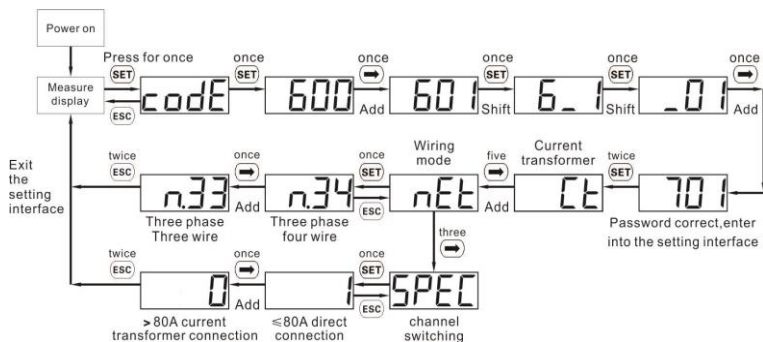 Power on
Press for once once once once once once
SET SET → SET SET →
Measure display codE 600 601 6_1 _01
ESC Add Shift Shift Add
Exit the setting interface
Wiring mode Current transformer
twice once once five twice
ESC → SET → SET
n.33 n.34 nEt Ct 701
Add ESC Add
Three phase Three wire
Three phase four wire
Password correct,enter into the setting interface
three
→
twice once once
ESC → SET
0 1 SPEC
Add ESC
>80A current transformer connection
≤80A direct connection
channel switching